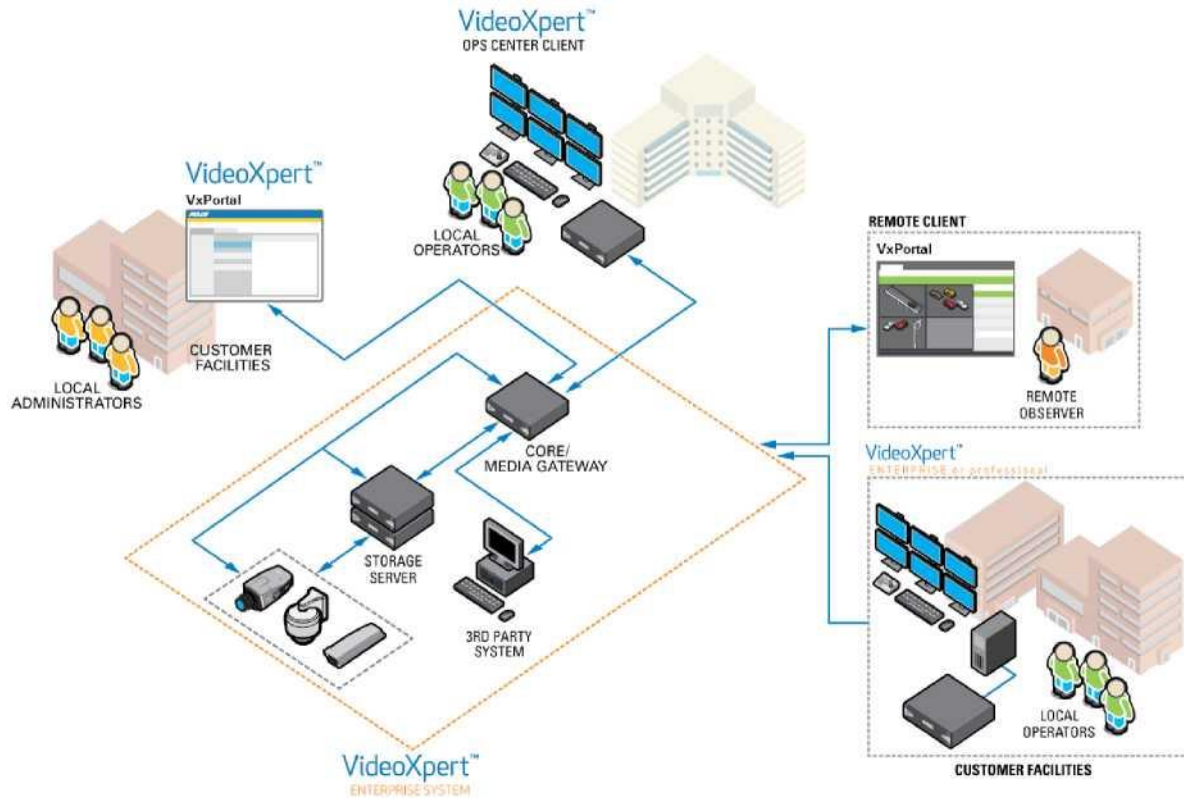 VideoXpert™
OPS CENTER CLIENT
LOCAL
OPERATORS
VideoXpert™
VxPortal
CUSTOMER
FACILITIES
LOCAL
ADMINISTRATORS
REMOTE CLIENT
VxPortal
REMOTE
OBSERVER
CORE/
MEDIA GATEWAY
STORAGE
SERVER
3RD PARTY
SYSTEM
VideoXpert™
ENTERPRISE or professional
LOCAL
OPERATORS
CUSTOMER FACILITIES
VideoXpert™
ENTERPRISE SYSTEM